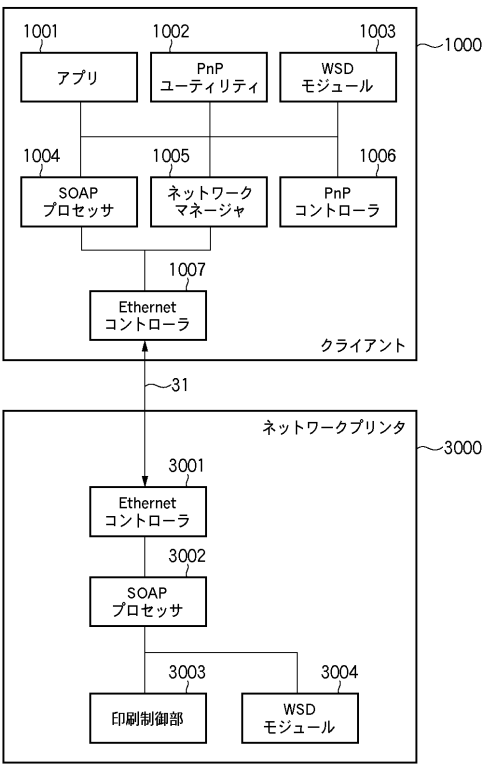 1001
1002
1003
1000
アプリ
PnP
ユーティリティ
WSD
モジュール
1004
1005
1006
SOAP
プロセッサ
ネットワーク
マネージャ
PnP
コントローラ
1007
Ethernet
コントローラ
クライアント
31
ネットワークプリンタ
3000
3001
Ethernet
コントローラ
3002
SOAP
プロセッサ
3003
3004
印刷制御部
WSD
モジュール